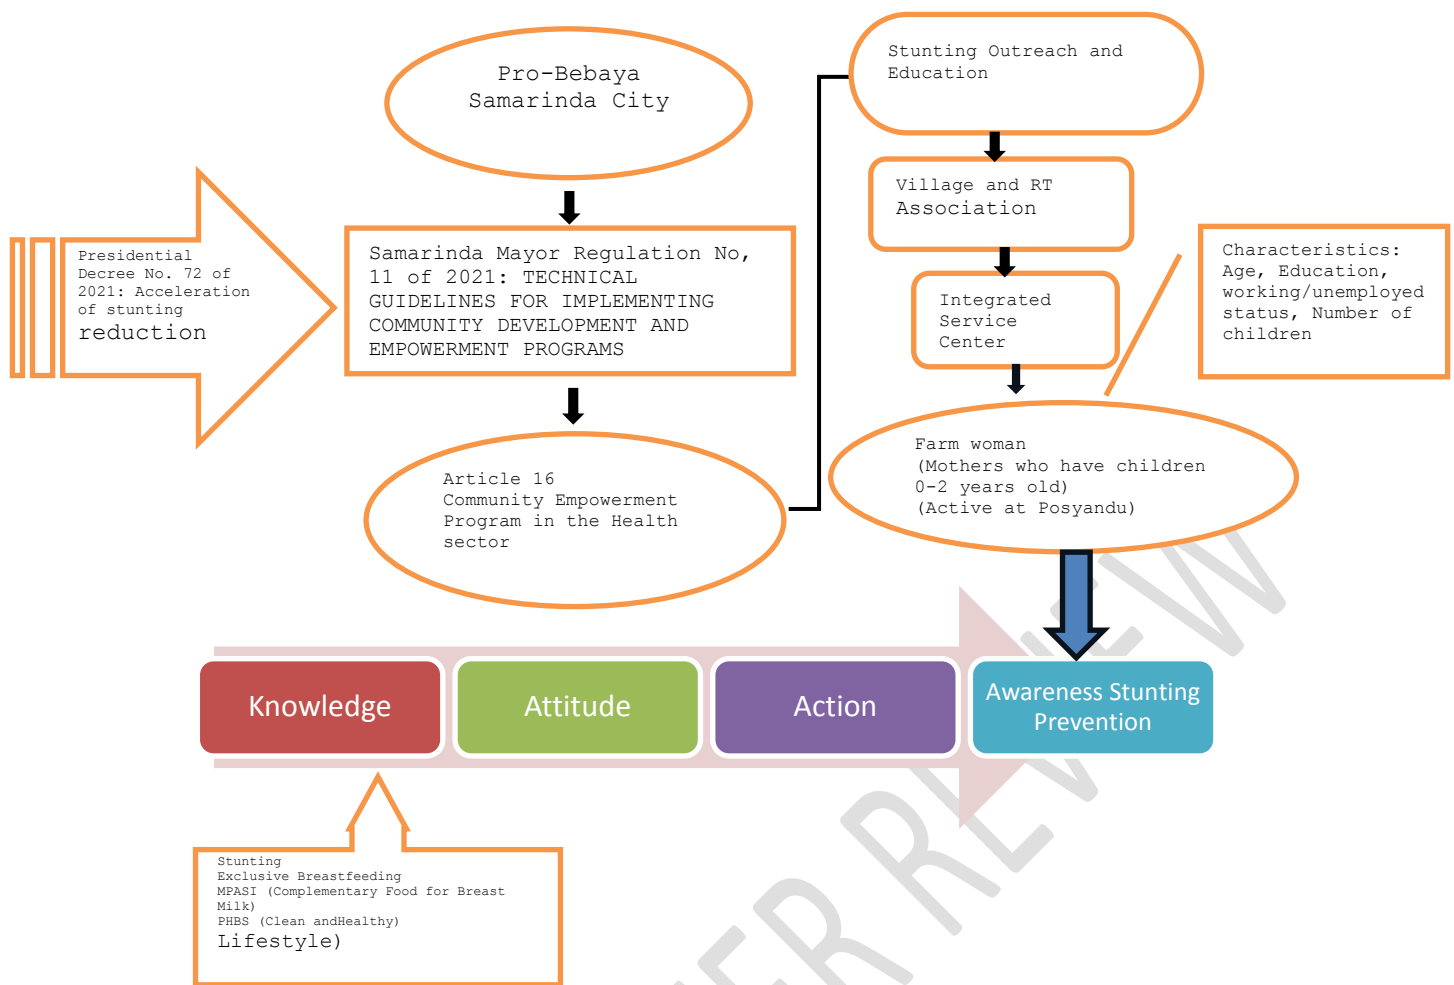 Pro-Bebaya
Samarinda City
Stunting Outreach and
Education
Village and RT
Association
Presidential
Decree No. 72 of
2021: Acceleration
of stunting
reduction
Samarinda Mayor Regulation No,
11 of 2021: TECHNICAL
GUIDELINES FOR IMPLEMENTING
COMMUNITY DEVELOPMENT AND
EMPOWERMENT PROGRAMS
Integrated
Service
Center
Characteristics:
Age, Education,
working/unemployed
status, Number of
children
Article 16
Community Empowerment
Program in the Health
sector
Farm woman
(Mothers who have children
0-2 years old)
(Active at Posyandu)
Knowledge
Attitude
Action
Awareness Stunting
Prevention
Stunting
Exclusive Breastfeeding
MPASI (Complementary Food for Breast
Milk)
PHBS (Clean andHealthy)
Lifestyle)
ER REVIEW